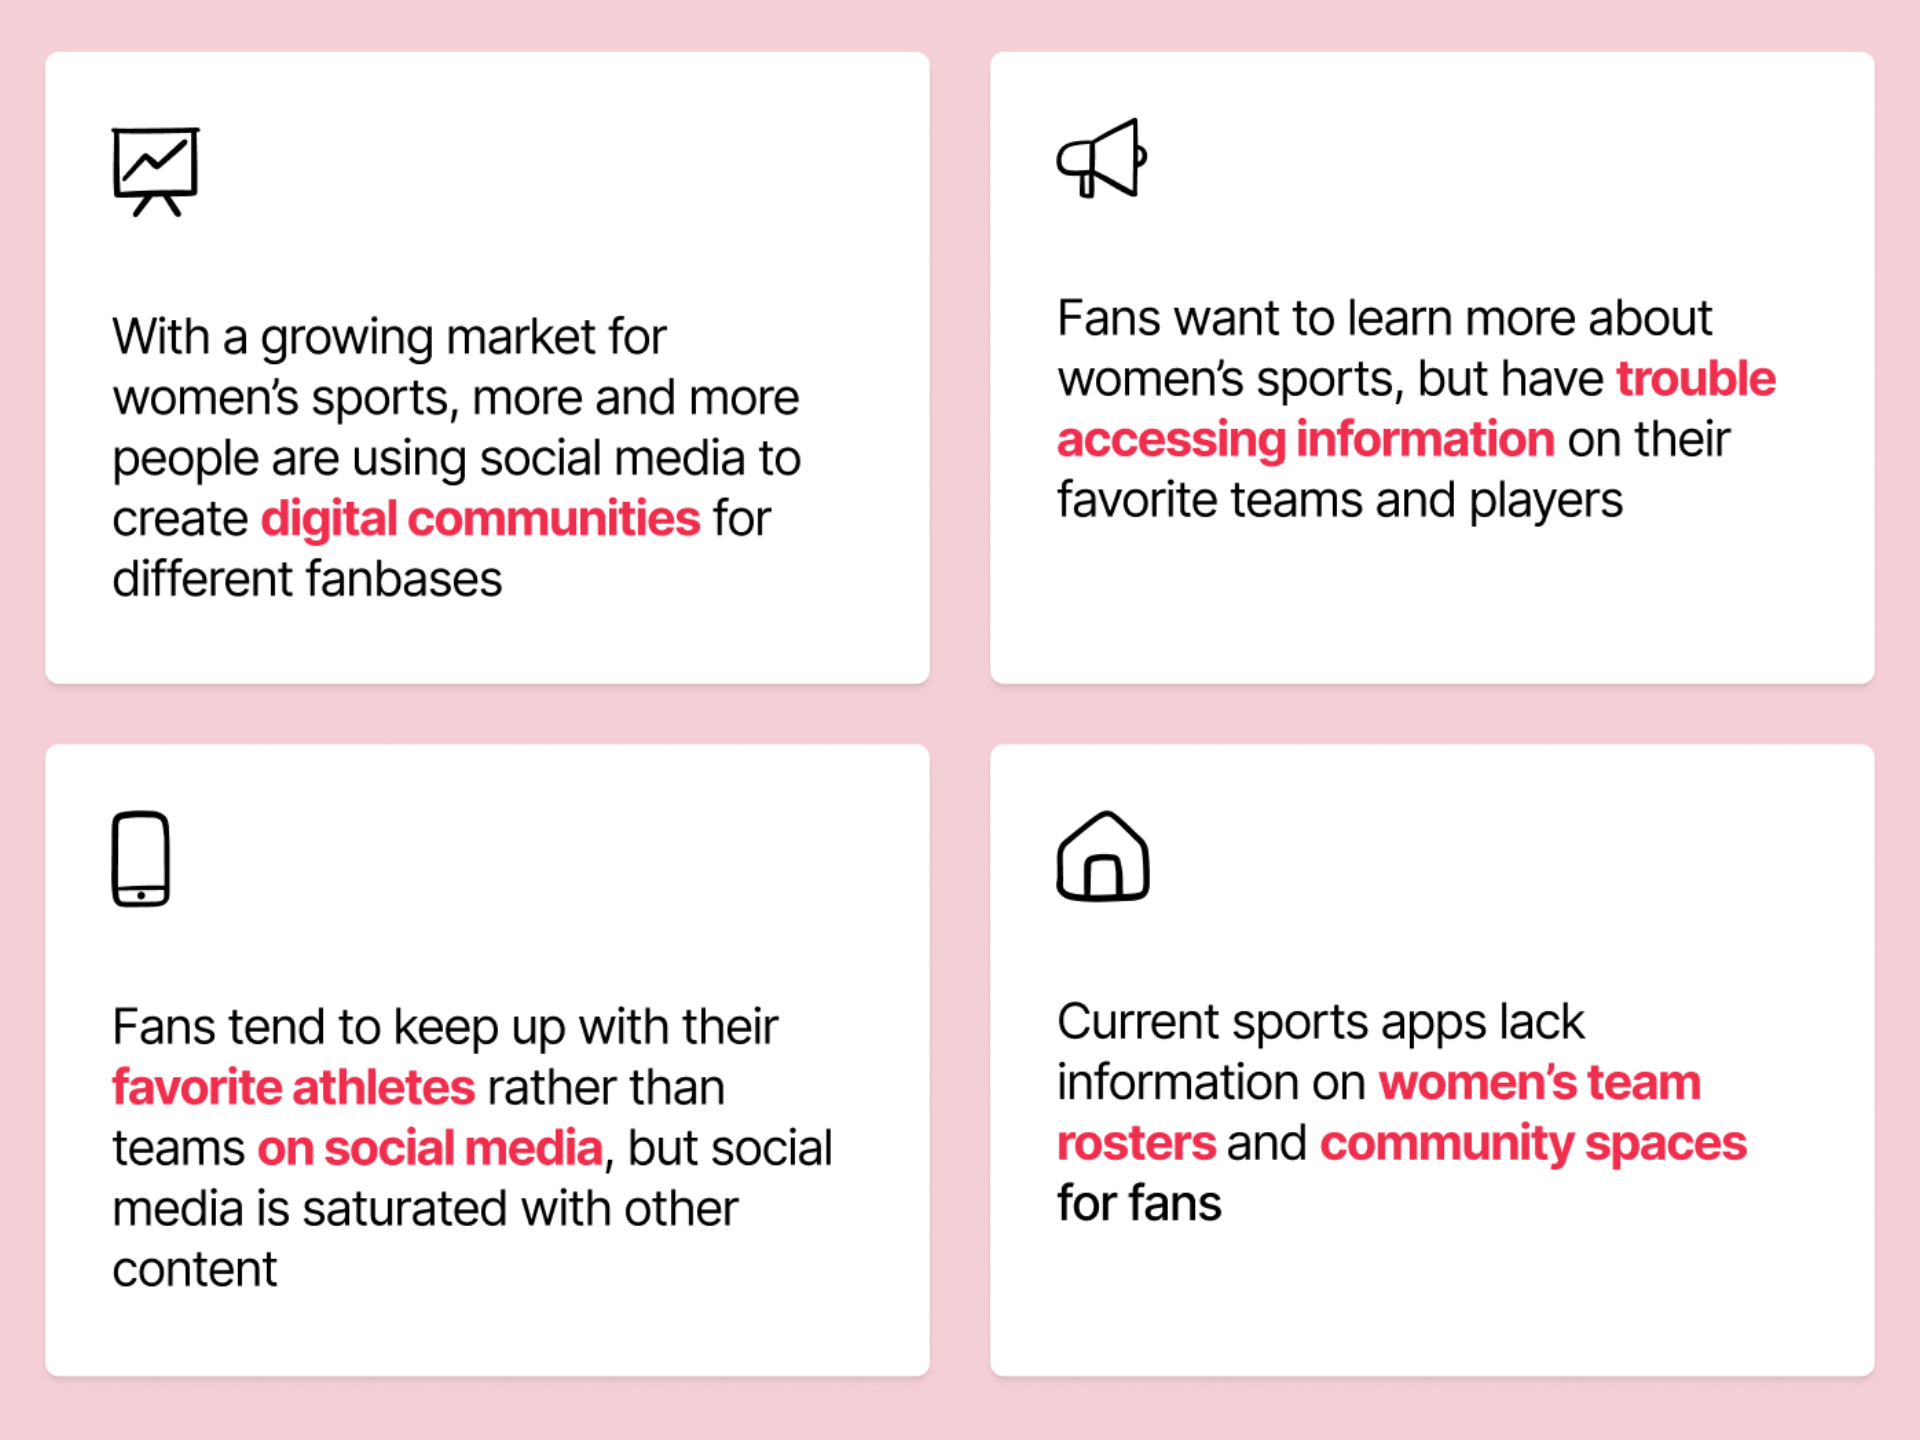 With a growing market for
women’s sports, more and more
people are using social media to
create digital communities for
different fanbases
Fans want to learn more about
women’s sports, but have trouble
accessing information on their
favorite teams and players
Fans tend to keep up with their
favorite athletes rather than
teams on social media, but social
media is saturated with other
content
Current sports apps lack
information on women’s team
rosters and community spaces
for fans